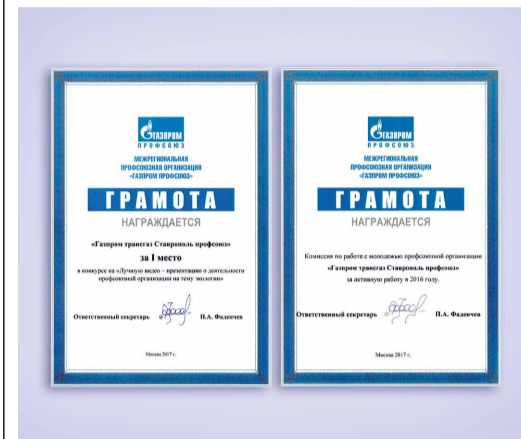 ГАЗПРОМ
ПРОФСОЮЗ
МЕЖРЕГИОНАЛЬНАЯ
ПРОФСОЮЗНАЯ ОРГАНИЗАЦИЯ
«ГАЗПРОМ ПРОФСОЮЗ»
ГРАМОТА
НАГРАЖДАЕТСЯ
«Газпром трансгаз Ставрополь профсоюз»
за I место
в конкурсе на «Лучшую видео – презентацию о деятельности
профсоюзной организации на тему экологии»
Ответственный секретарь П.А. Фаденчев
Москва 2017 г.
ГАЗПРОМ
ПРОФСОЮЗ
МЕЖРЕГИОНАЛЬНАЯ
ПРОФСОЮЗНАЯ ОРГАНИЗАЦИЯ
«ГАЗПРОМ ПРОФСОЮЗ»
ГРАМОТА
НАГРАЖДАЕТСЯ
Комиссия по работе с молодежью профсоюзной организации
«Газпром трансгаз Ставрополь профсоюз»
за активную работу в 2016 году.
Ответственный секретарь П.А. Фаденчев
Москва 2017 г.